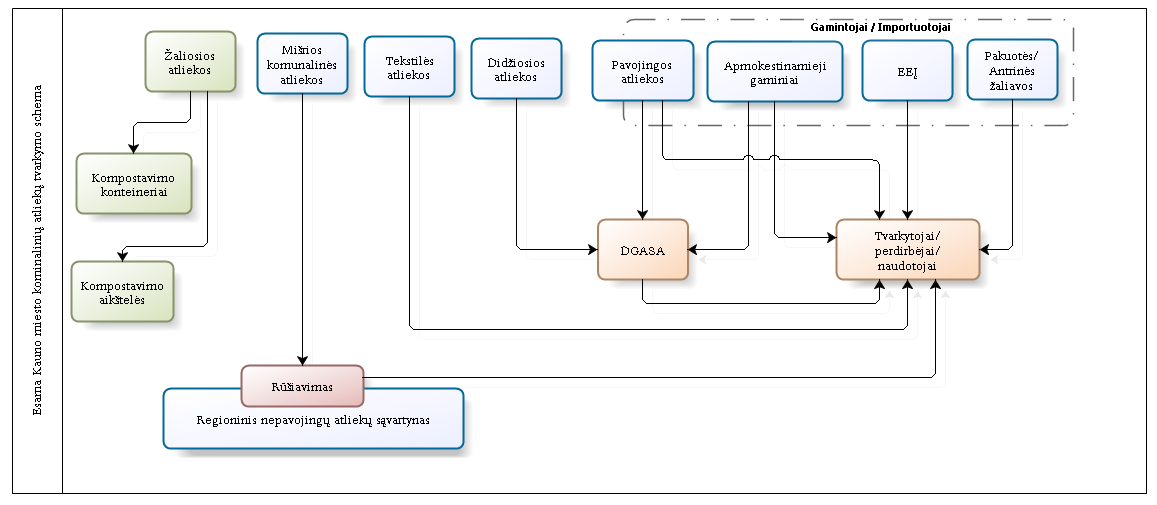 Esama Kauno miesto kominalinių atliekų tvarkymo schema
Gamintojai / Importuotojai
Žaliosios
atliekos
Mišrios
komunalinės
atliekos
Tekstilės
atliekos
Didžiosios
atliekos
Pavojingos
atliekos
Apmokestinamieji
gaminiai
EEĮ
Pakuotės/
Antrinės
žaliavos
Kompostavimo
konteineriai
Kompostavimo
aikštelės
DGASA
Tvarkytojai/
perdirbėjai/
naudotojai
Rūšiavimas
Regioninis nepavojingų atliekų sąvartynas